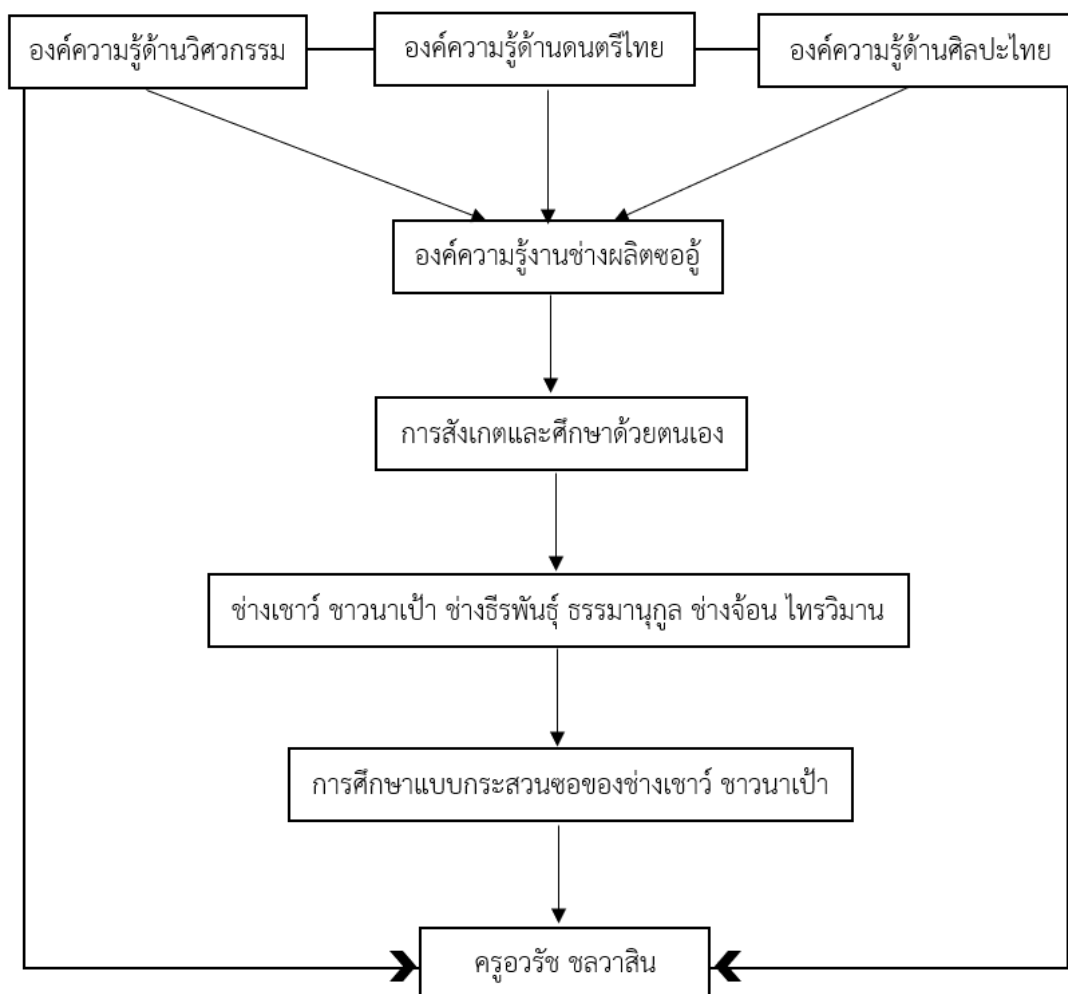 องค์ความรู้ด้านวิศวกรรม
องค์ความรู้ด้านดนตรีไทย
องค์ความรู้ด้านศิลปะไทย
องค์ความรู้งานช่างผลิตซออู้
การสังเกตและศึกษาด้วยตนเอง
ช่างเชาว์ ชาวนาเป้า ช่างธีรพันธุ์ ธรรมานุกูล ช่างจ้อน ไทรวิมาน
การศึกษาแบบกระสวนซอของช่างเชาว์ ชาวนาเป้า
ครูอวรัช ชลวาสิน